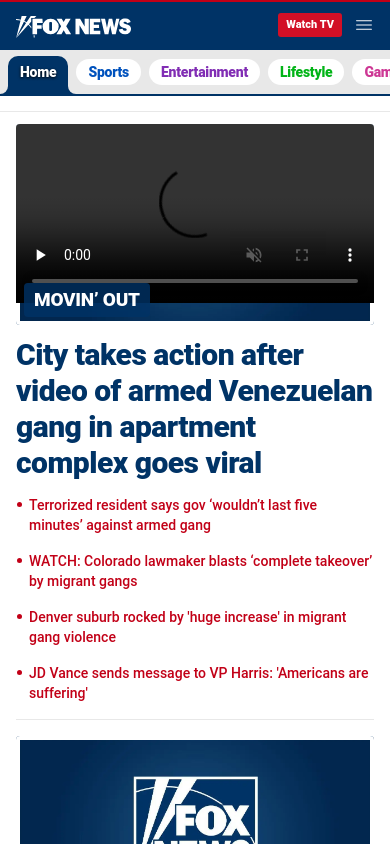 FOX NEWS
Watch TV
Home Sports Entertainment Lifestyle Gam
0:00
MOVIN’ OUT
City takes action after
video of armed Venezuelan
gang in apartment
complex goes viral
• Terrorized resident says gov ‘wouldn’t last five
minutes’ against armed gang
• WATCH: Colorado lawmaker blasts ‘complete takeover’
by migrant gangs
• Denver suburb rocked by 'huge increase' in migrant
gang violence
• JD Vance sends message to VP Harris: 'Americans are
suffering'
FOX
NEWS